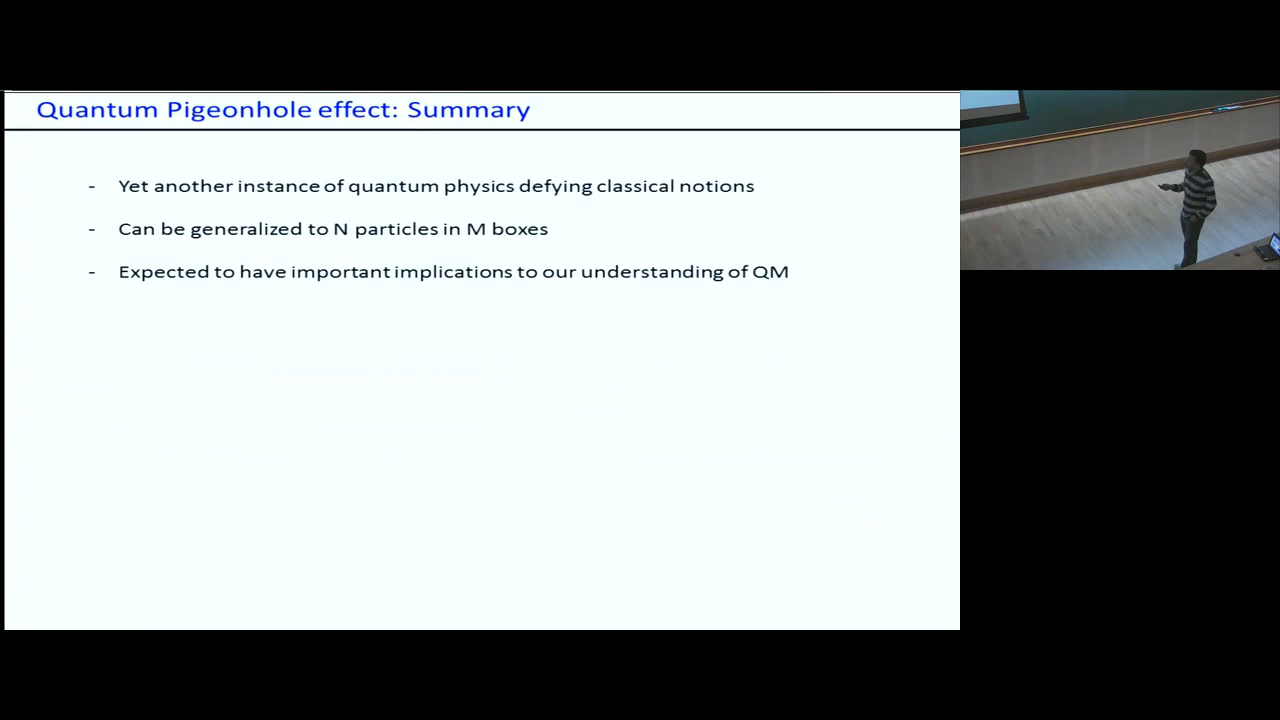 Quantum Pigeonhole effect: Summary
- Yet another instance of quantum physics defying classical notions
- Can be generalized to N particles in M boxes
- Expected to have important implications to our understanding of QM